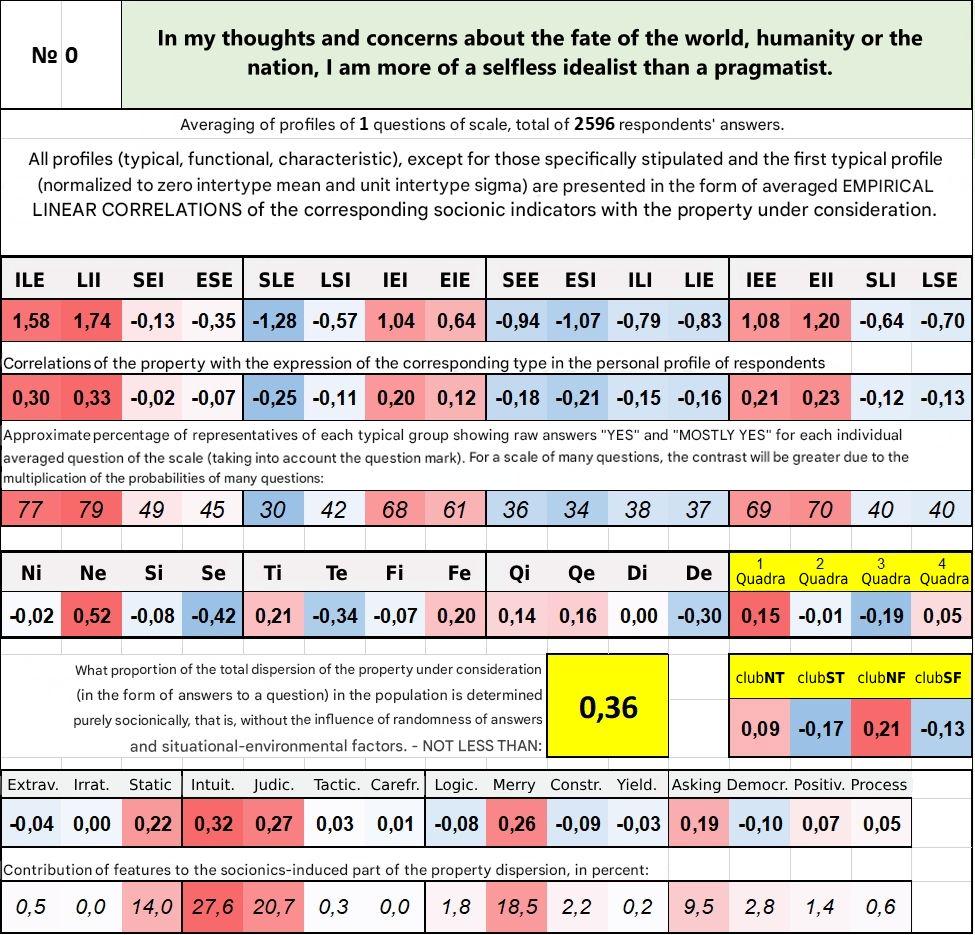 № 0
In my thoughts and concerns about the fate of the world, humanity or the
nation, I am more of a selfless idealist than a pragmatist.
Averaging of profiles of 1 questions of scale, total of 2596 respondents' answers.
All profiles (typical, functional, characteristic), except for those specifically stipulated and the first typical profile
(normalized to zero intertype mean and unit intertype sigma) are presented in the form of averaged EMPIRICAL
LINEAR CORRELATIONS of the corresponding socionic indicators with the property under consideration.
ILE LII SEI ESE SLE LSI IEI EIE SEE ESI ILI LIE IEE EII SLI LSE
1,58 1,74 -0,13 -0,35 -1,28 -0,57 1,04 0,64 -0,94 -1,07 -0,79 -0,83 1,08 1,20 -0,64 -0,70
Correlations of the property with the expression of the corresponding type in the personal profile of respondents
0,30 0,33 -0,02 -0,07 -0,25 -0,11 0,20 0,12 -0,18 -0,21 -0,15 -0,16 0,21 0,23 -0,12 -0,13
Approximate percentage of representatives of each typical group showing raw answers "YES" and "MOSTLY YES" for each individual
averaged question of the scale (taking into account the question mark). For a scale of many questions, the contrast will be greater due to the
multiplication of the probabilities of many questions:
77 79 49 45 30 42 68 61 36 34 38 37 69 70 40 40
Ni Ne Si Se Ti Te Fi Fe Qi Qe Di De 1 Quadra 2 Quadra 3 Quadra 4 Quadra
-0,02 0,52 -0,08 -0,42 0,21 -0,34 -0,07 0,20 0,14 0,16 0,00 -0,30 0,15 -0,01 -0,19 0,05
What proportion of the total dispersion of the property under consideration
(in the form of answers to a question) in the population is determined
purely socionically, that is, without the influence of randomness of answers
and situational-environmental factors. - NOT LESS THAN:
0,36
clubNT clubST clubNF clubSF
0,09 -0,17 0,21 -0,13
Extrav. Irrat. Static Intuit. Judic. Tactic. Carefr. Logic. Merry Constr. Yield. Asking Democr. Positiv. Process
-0,04 0,00 0,22 0,32 0,27 0,03 0,01 -0,08 0,26 -0,09 -0,03 0,19 -0,10 0,07 0,05
Contribution of features to the socionics-induced part of the property dispersion, in percent:
0,5 0,0 14,0 27,6 20,7 0,3 0,0 1,8 18,5 2,2 0,2 9,5 2,8 1,4 0,6